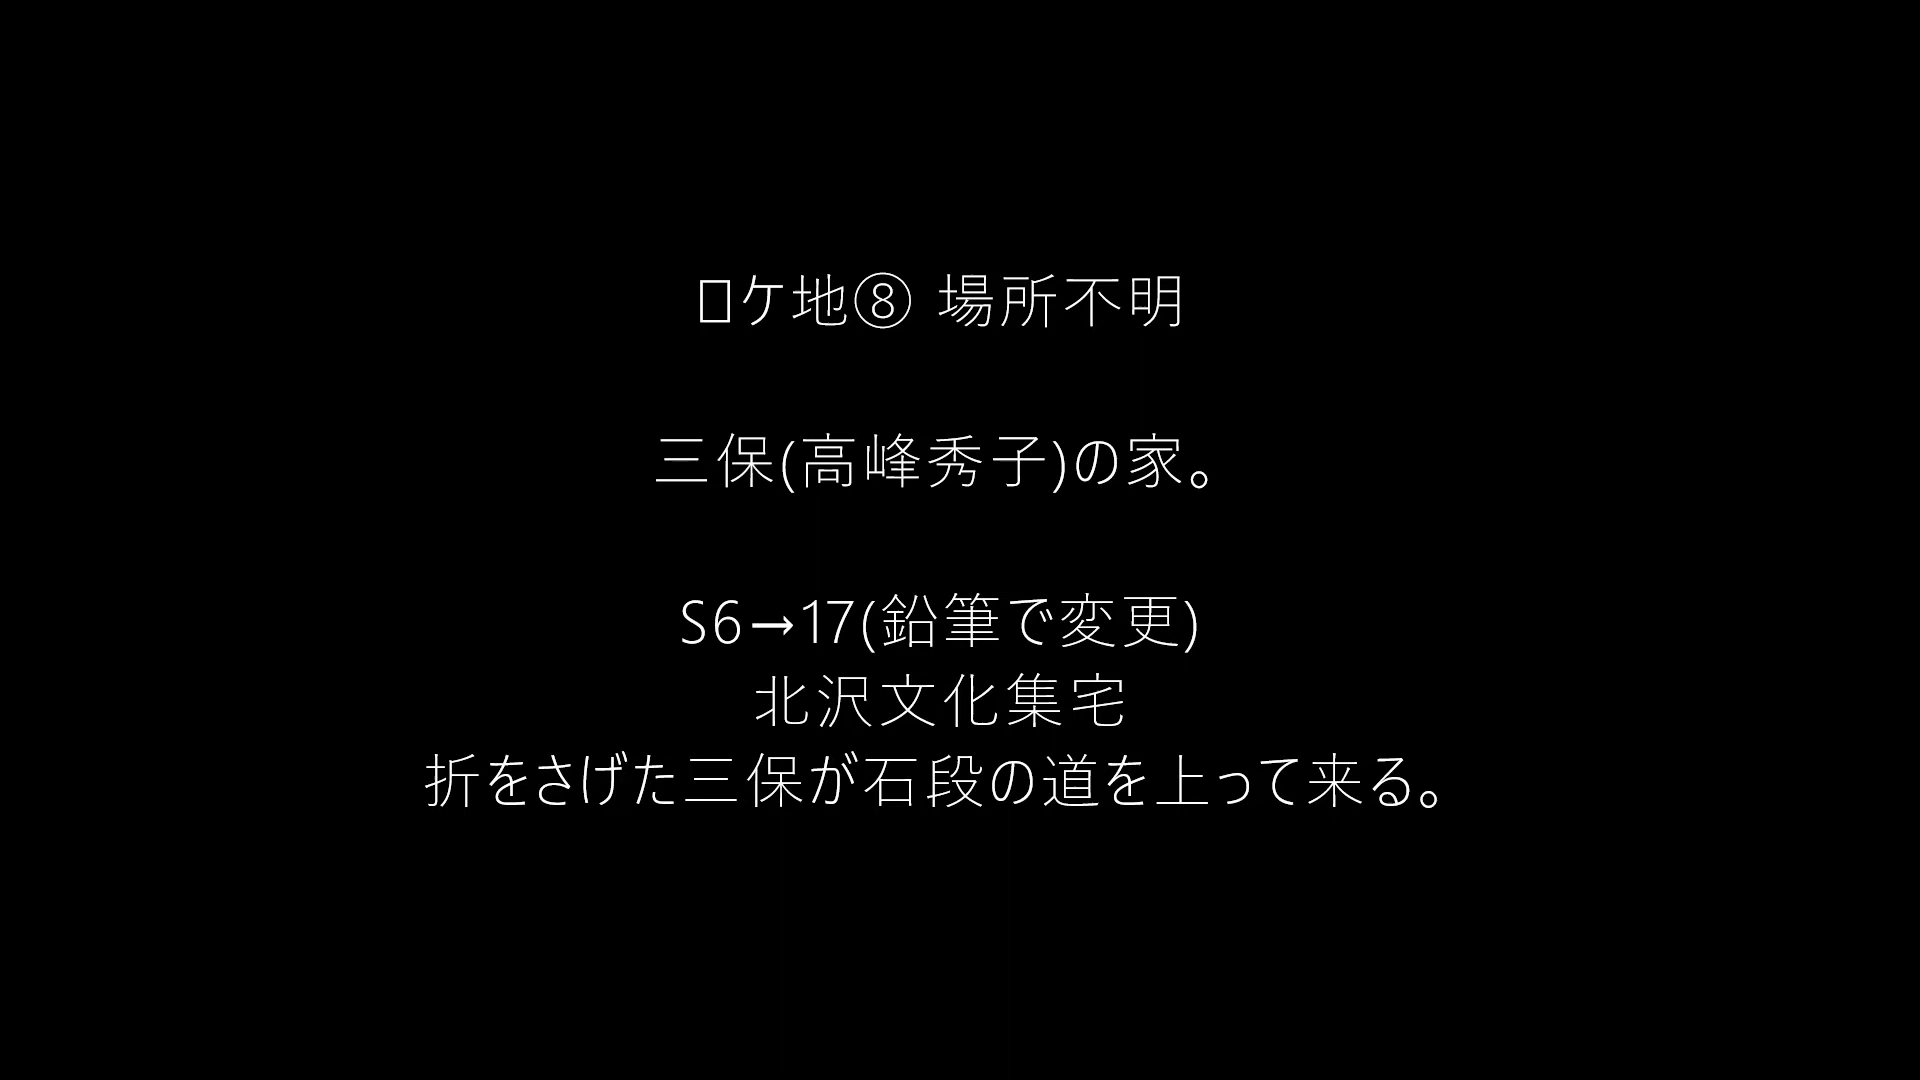 ロケ地⑧ 場所不明
三保(高峰秀子)の家。
S6→17(鉛筆で変更)
北沢文化集宅
折をさげた三保が石段の道を上って来る。